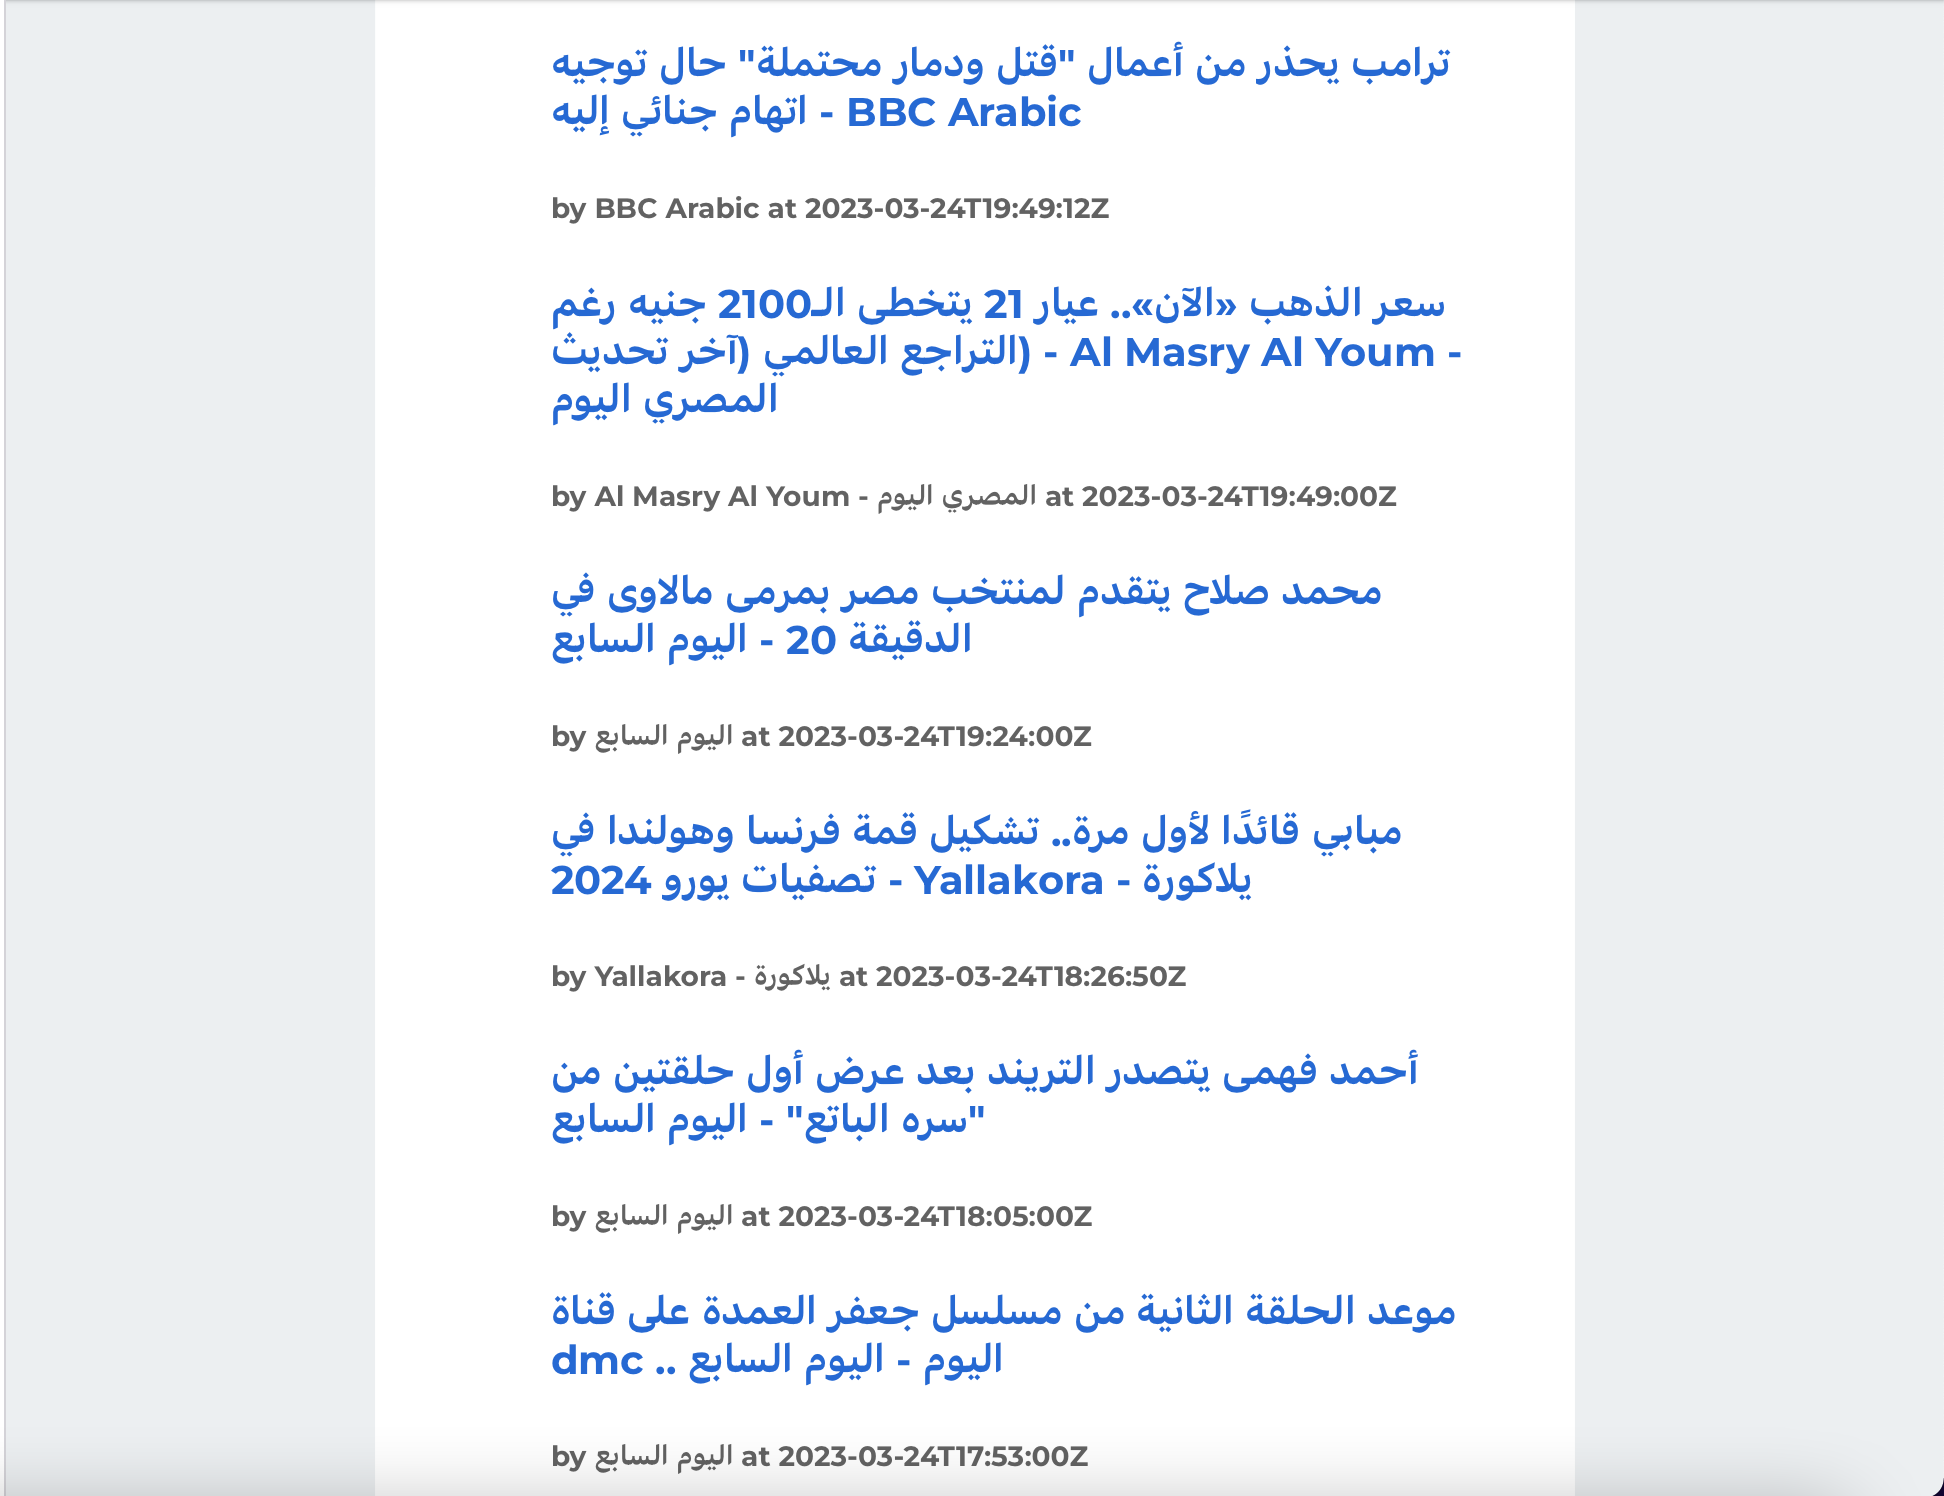 ترامب يحذر من أعمال "قتل ودمار محتملة" حال توجيه
اتهام جنائي إليه - BBC Arabic
by BBC Arabic at 2023-03-24T19:49:12Z
سعر الذهب «الآن».. عيار 21 يتخطى الـ2100 جنيه رغم
التراجع العالمي (آخر تحديث) - Al Masry Al Youm -
المصري اليوم
by Al Masry Al Youm - المصري اليوم at 2023-03-24T19:49:00Z
محمد صلاح يتقدم لمنتخب مصر بمرمى مالاوى في
الدقيقة 20 - اليوم السابع
by اليوم السابع at 2023-03-24T19:24:00Z
مبابي قائدًا لأول مرة.. تشكيل قمة فرنسا وهولندا في
تصفيات يورو 2024 - Yallakora - يلاكورة
by Yallakora - يلاكورة at 2023-03-24T18:26:50Z
أحمد فهمى يتصدر التريند بعد عرض أول حلقتين من
"سره الباتع" - اليوم السابع
by اليوم السابع at 2023-03-24T18:05:00Z
موعد الحلقة الثانية من مسلسل جعفر العمدة على قناة
dmc .. اليوم - اليوم السابع
by اليوم السابع at 2023-03-24T17:53:00Z